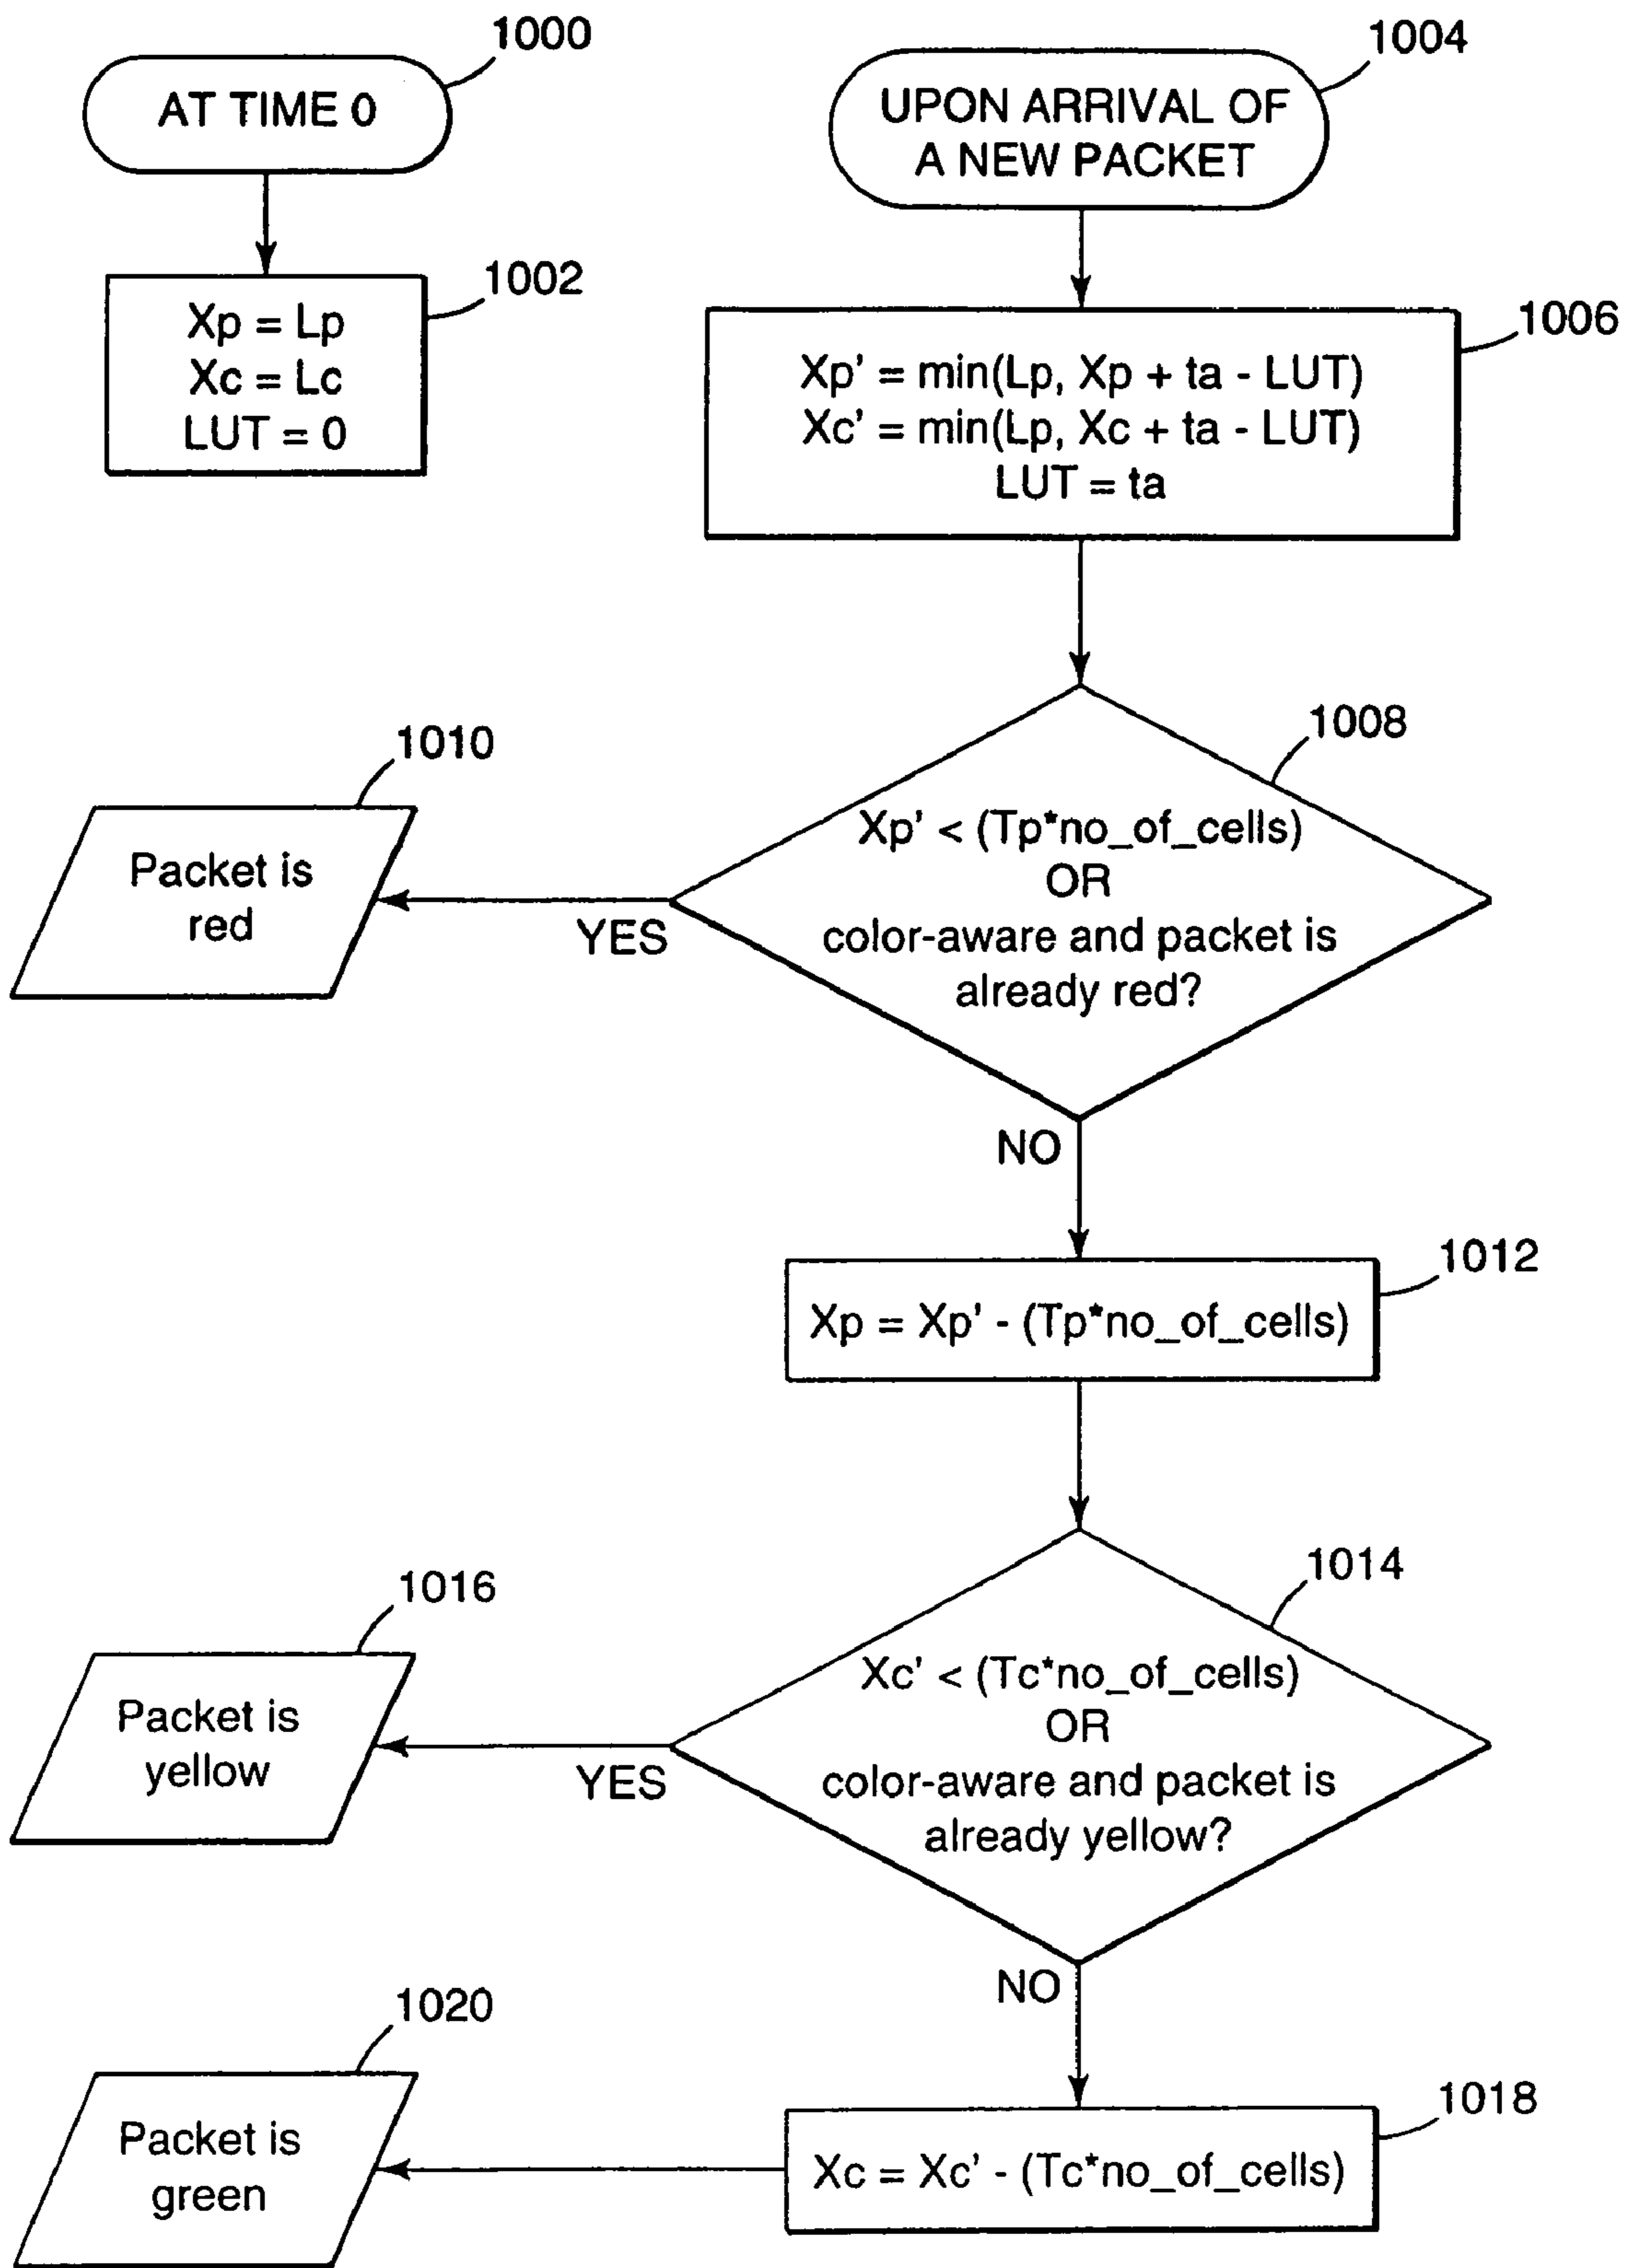 1000
AT TIME 0
1002
Xp = Lp
Xc = Lc
LUT = 0
1004
UPON ARRIVAL OF
A NEW PACKET
1006
Xp' = min(Lp, Xp + ta - LUT)
Xc' = min(Lp, Xc + ta - LUT)
LUT = ta
1008
Xp' < (Tp*no_of_cells)
OR
color-aware and packet is
already red?
YES
1010
Packet is
red
NO
1012
Xp = Xp' - (Tp*no_of_cells)
1014
Xc' < (Tc*no_of_cells)
OR
color-aware and packet is
already yellow?
YES
1016
Packet is
yellow
NO
1018
Xc = Xc' - (Tc*no_of_cells)
1020
Packet is
green